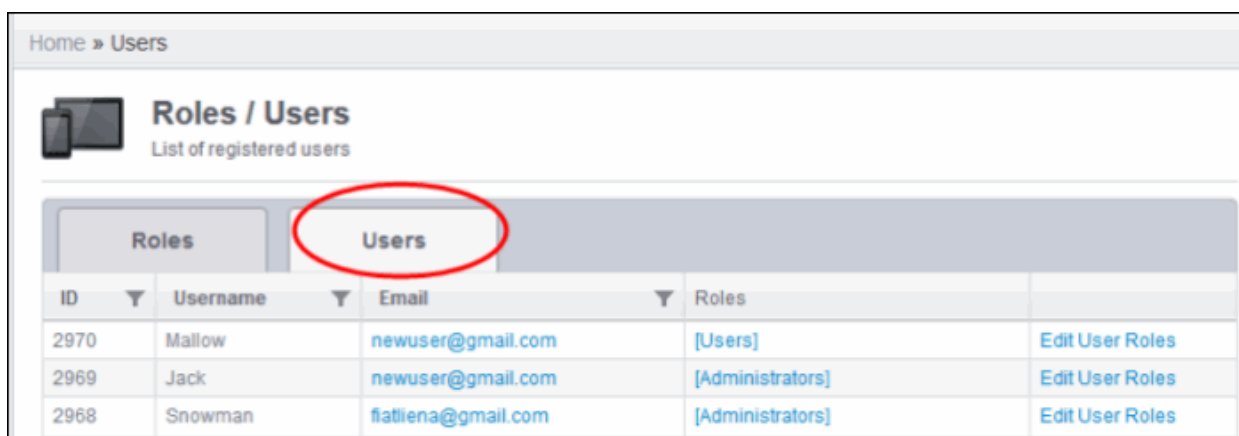 Home » Users
Roles / Users
List of registered users
Roles Users
ID Username Email Roles
2970 Mallow newuser@gmail.com [Users] Edit User Roles
2969 Jack newuser@gmail.com [Administrators] Edit User Roles
2968 Snowman fiatliena@gmail.com [Administrators] Edit User Roles